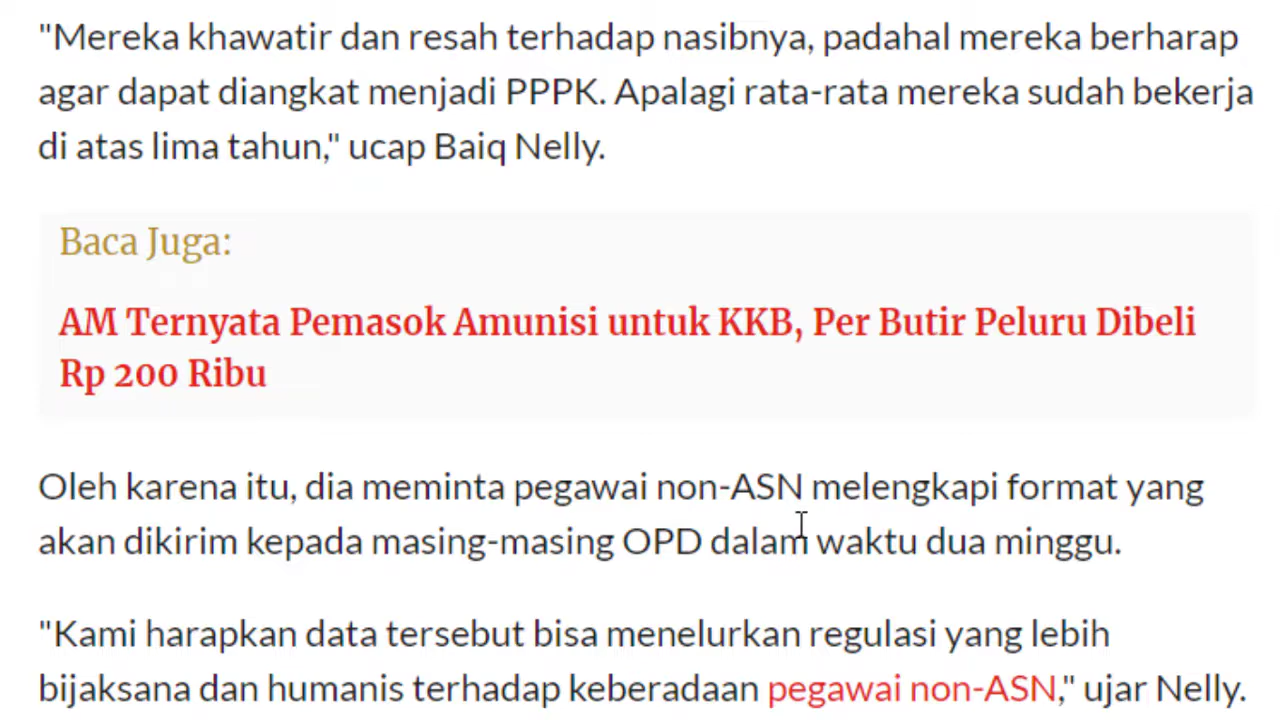 "Mereka khawatir dan resah terhadap nasibnya, padahal mereka berharap
agar dapat diangkat menjadi PPPK. Apalagi rata-rata mereka sudah bekerja
di atas lima tahun," ucap Baiq Nelly.
Baca Juga:
AM Ternyata Pemasok Amunisi untuk KKB, Per Butir Peluru Dibeli
Rp 200 Ribu
Oleh karena itu, dia meminta pegawai non-ASN melengkapi format yang
akan dikirim kepada masing-masing OPD dalam waktu dua minggu.
"Kami harapkan data tersebut bisa menelurkan regulasi yang lebih
bijaksana dan humanis terhadap keberadaan pegawai non-ASN," ujar Nelly.